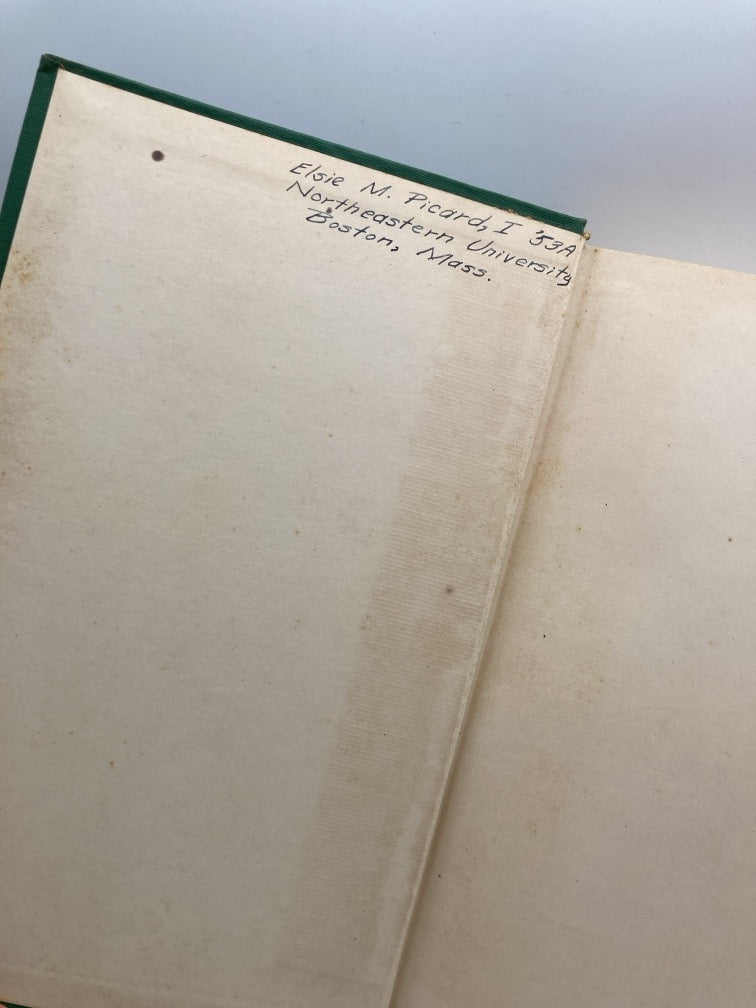 Elsie M. Picard, I '53A
Northeastern University
Boston, Mass.